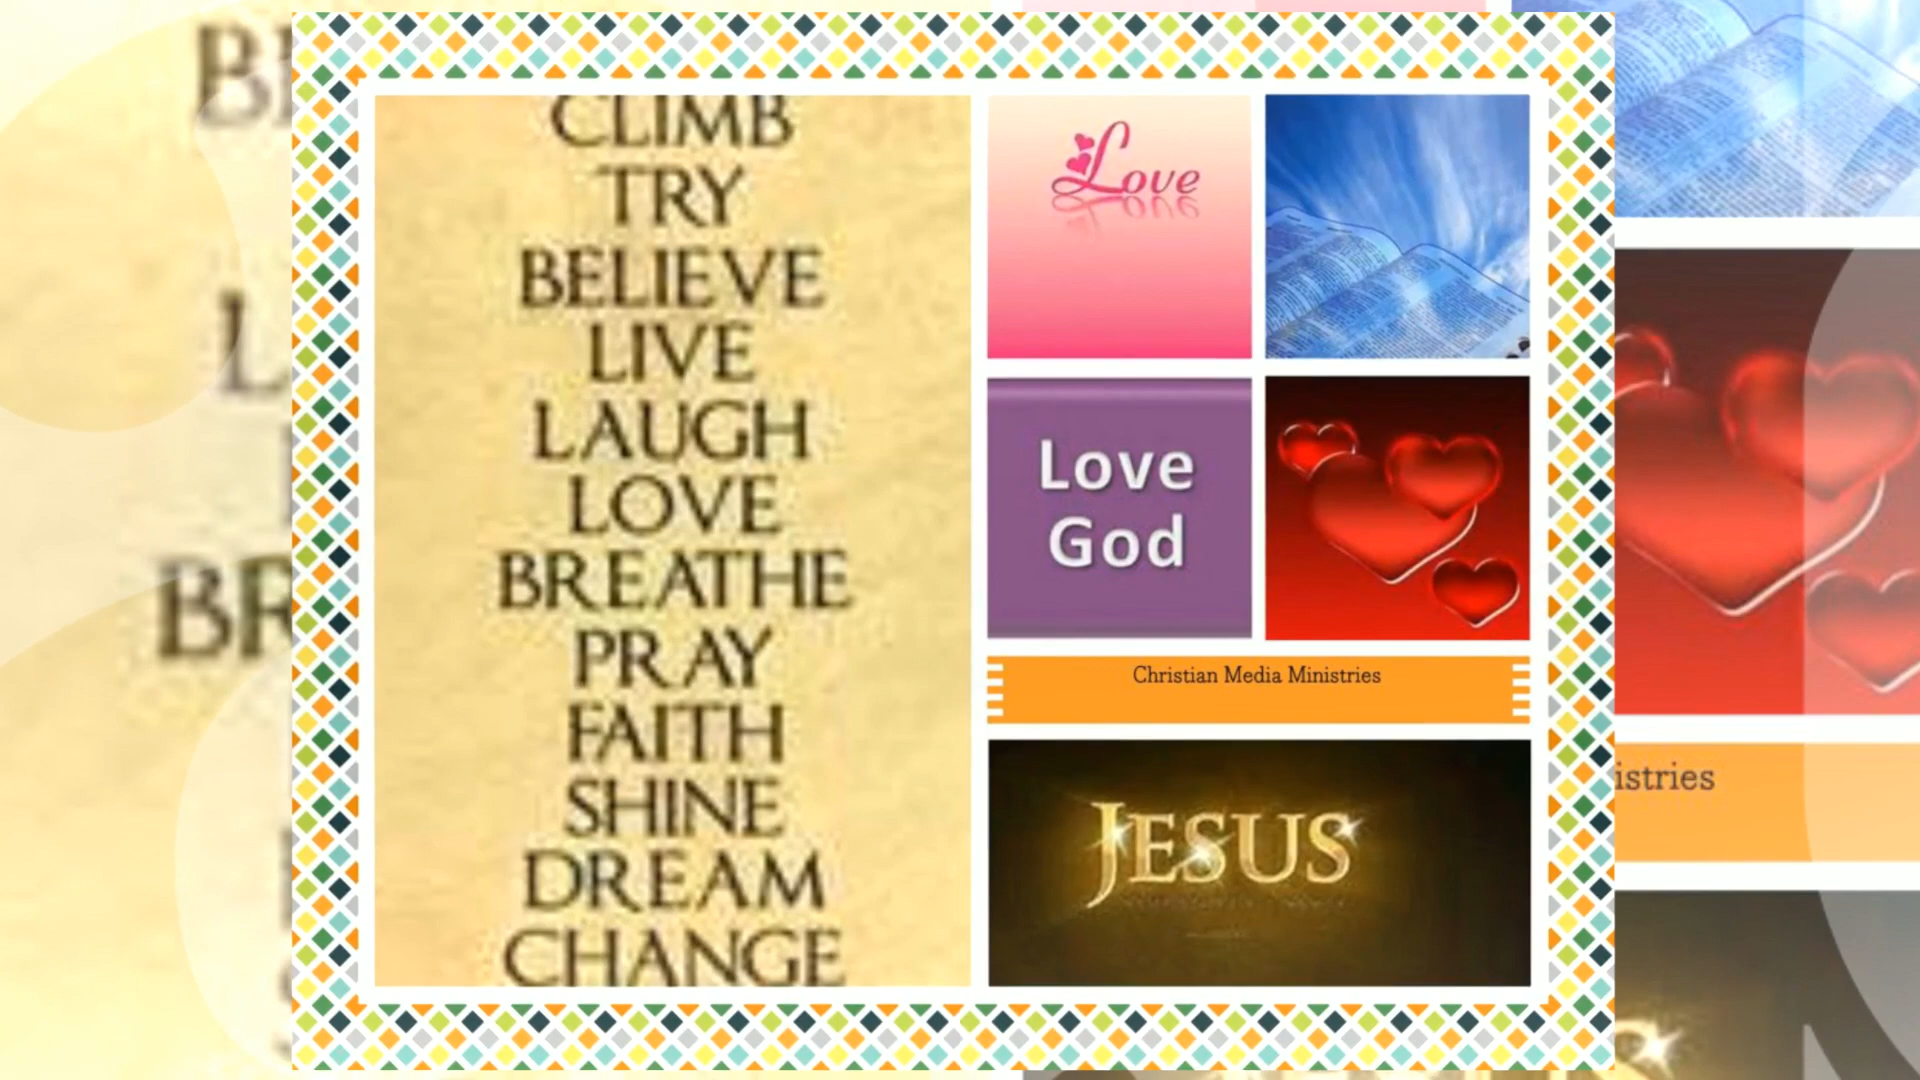 CLIMB
TRY
BELIEVE
LIVE
LAUGH
LOVE
BREATHE
PRAY
FAITH
SHINE
DREAM
CHANGE
Love
Love
God
Christian Media Ministries
JESUS
istries